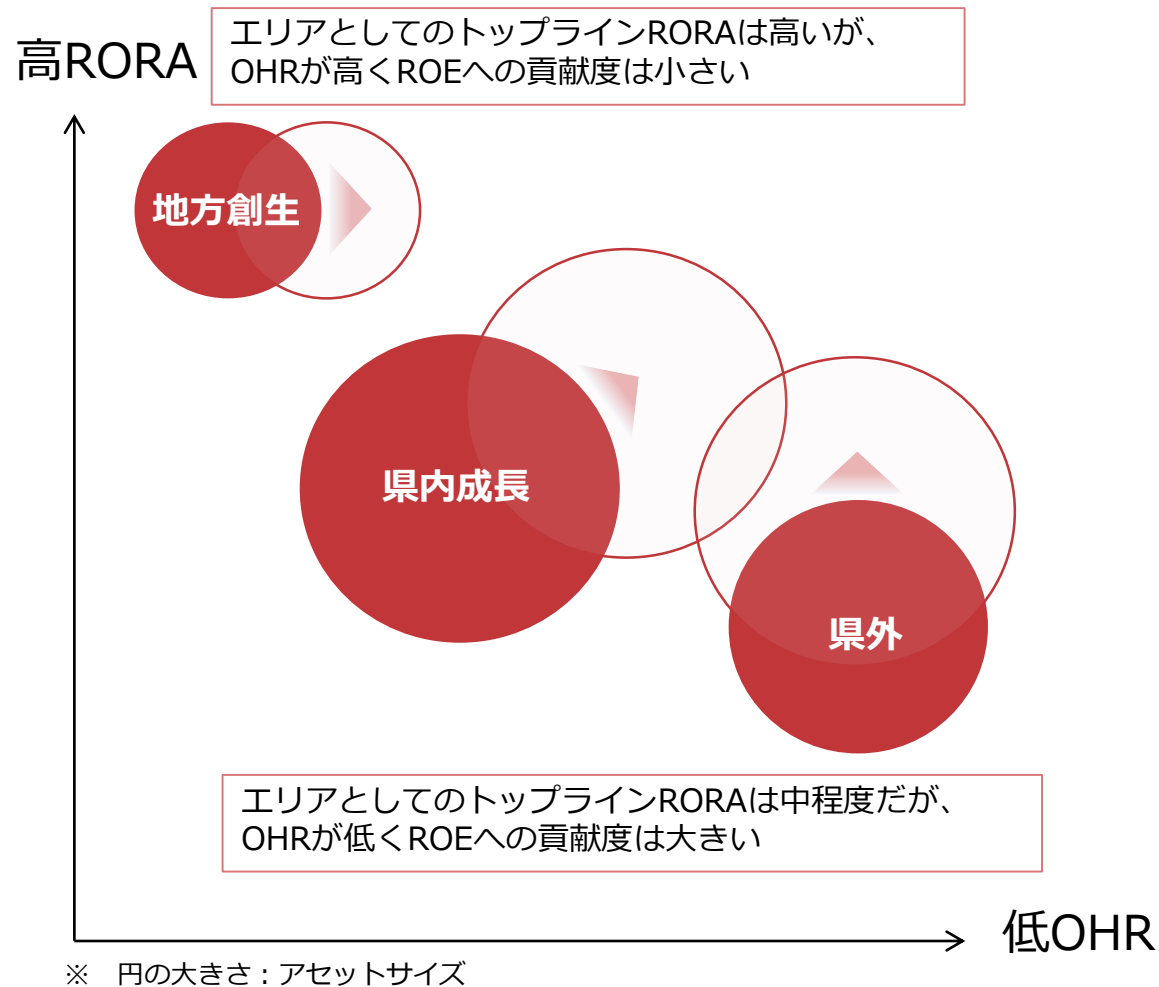 高RORA
エリアとしてのトップラインRORAは高いが、
OHRが高くROEへの貢献度は小さい
地方創生
県内成長
県外
エリアとしてのトップラインRORAは中程度だが、
OHRが低くROEへの貢献度は大きい
低OHR
※　円の大きさ：アセットサイズ